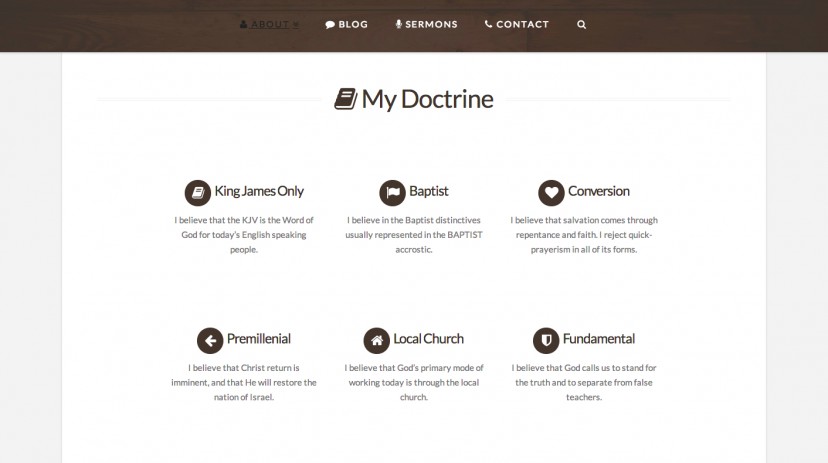 ABOUT
BLOG
SERMONS
CONTACT
My Doctrine
King James Only
I believe that the KJV is the Word of
God for today's English speaking
people.
Baptist
I believe in the Baptist distinctives
usually represented in the BAPTIST
accrostic.
Conversion
I believe that salvation comes through
repentance and faith. I reject quick-
prayerism in all of its forms.
Premillenial
I believe that Christ return is
imminent, and that He will restore the
nation of Israel.
Local Church
I believe that God's primary mode of
working today is through the local
church.
Fundamental
I believe that God calls us to stand for
the truth and to separate from false
teachers.